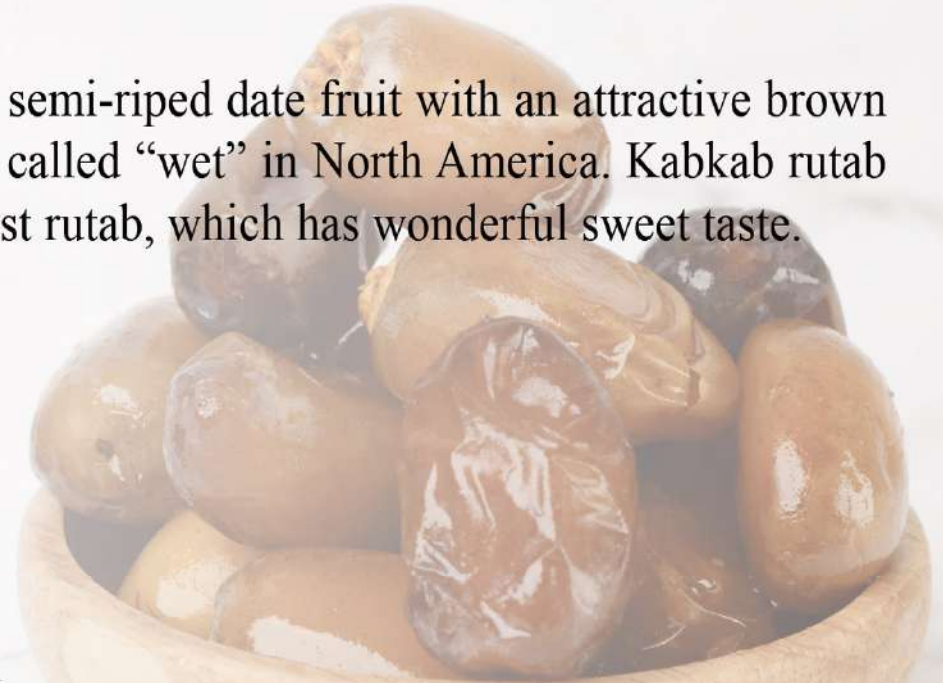 semi-riped date fruit with an attractive brown
called “wet” in North America. Kabkab rutab
st rutab, which has wonderful sweet taste.